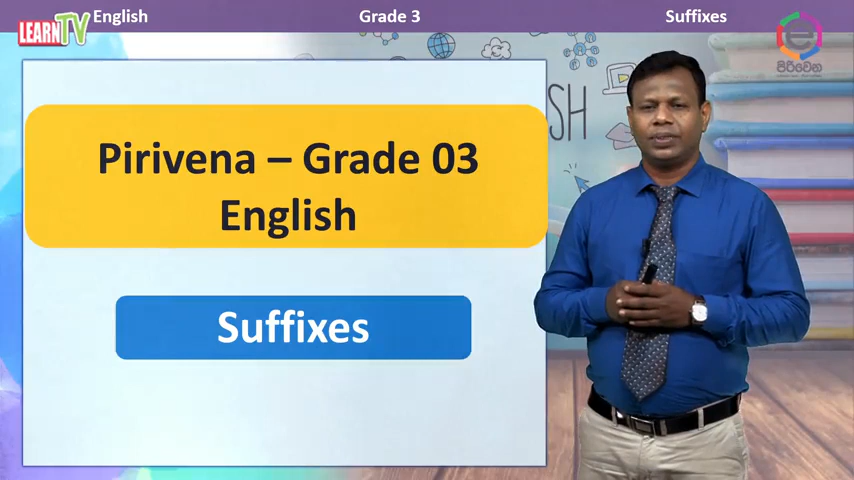 English
Grade 3
Suffixes
LEARN TV
e
පිරිවෙන
Pirivena – Grade 03
English
Suffixes
SH